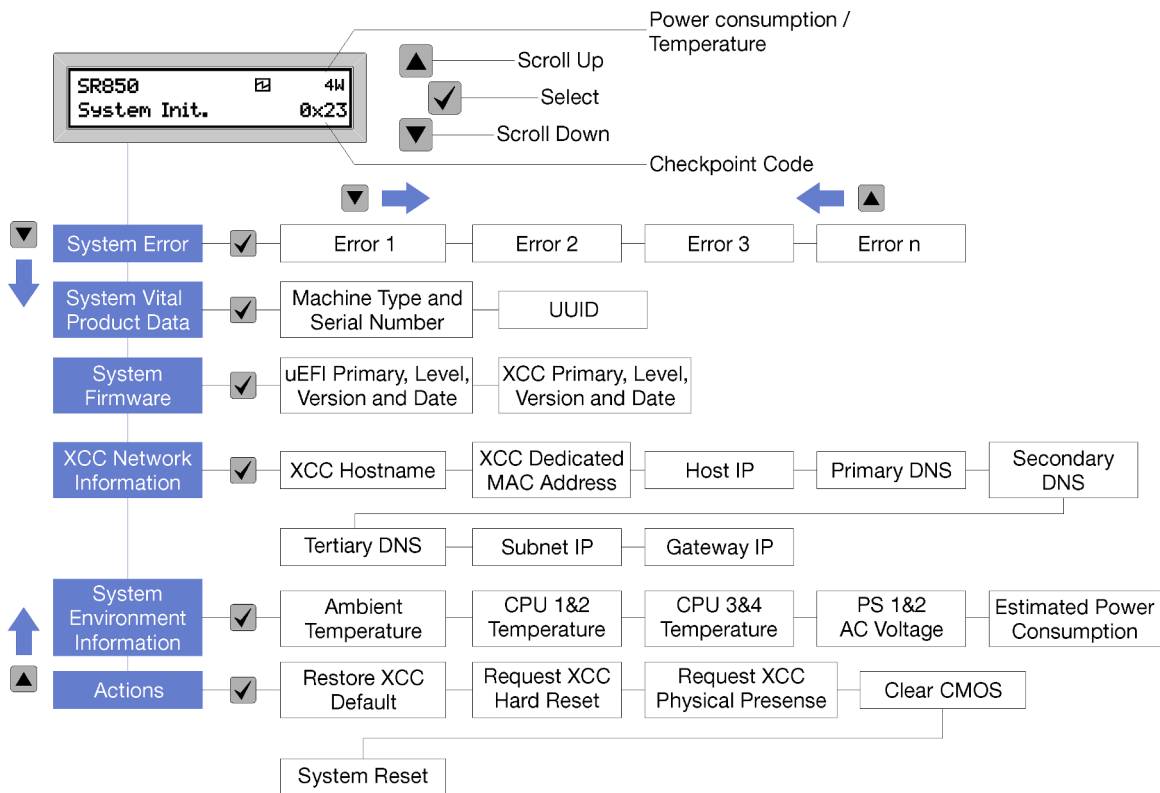 Power consumption /
Temperature
SR850 4W
System Init. 0x23
Scroll Up
Select
Scroll Down
Checkpoint Code
System Error
Error 1
Error 2
Error 3
Error n
System Vital
Product Data
Machine Type and
Serial Number
UUID
System
Firmware
uEFI Primary, Level,
Version and Date
XCC Primary, Level,
Version and Date
XCC Network
Information
XCC Hostname
XCC Dedicated
MAC Address
Host IP
Primary DNS
Secondary
DNS
Tertiary DNS
Subnet IP
Gateway IP
System
Environment
Information
Ambient
Temperature
CPU 1&2
Temperature
CPU 3&4
Temperature
PS 1&2
AC Voltage
Estimated Power
Consumption
Actions
Restore XCC
Default
Request XCC
Hard Reset
Request XCC
Physical Presense
Clear CMOS
System Reset